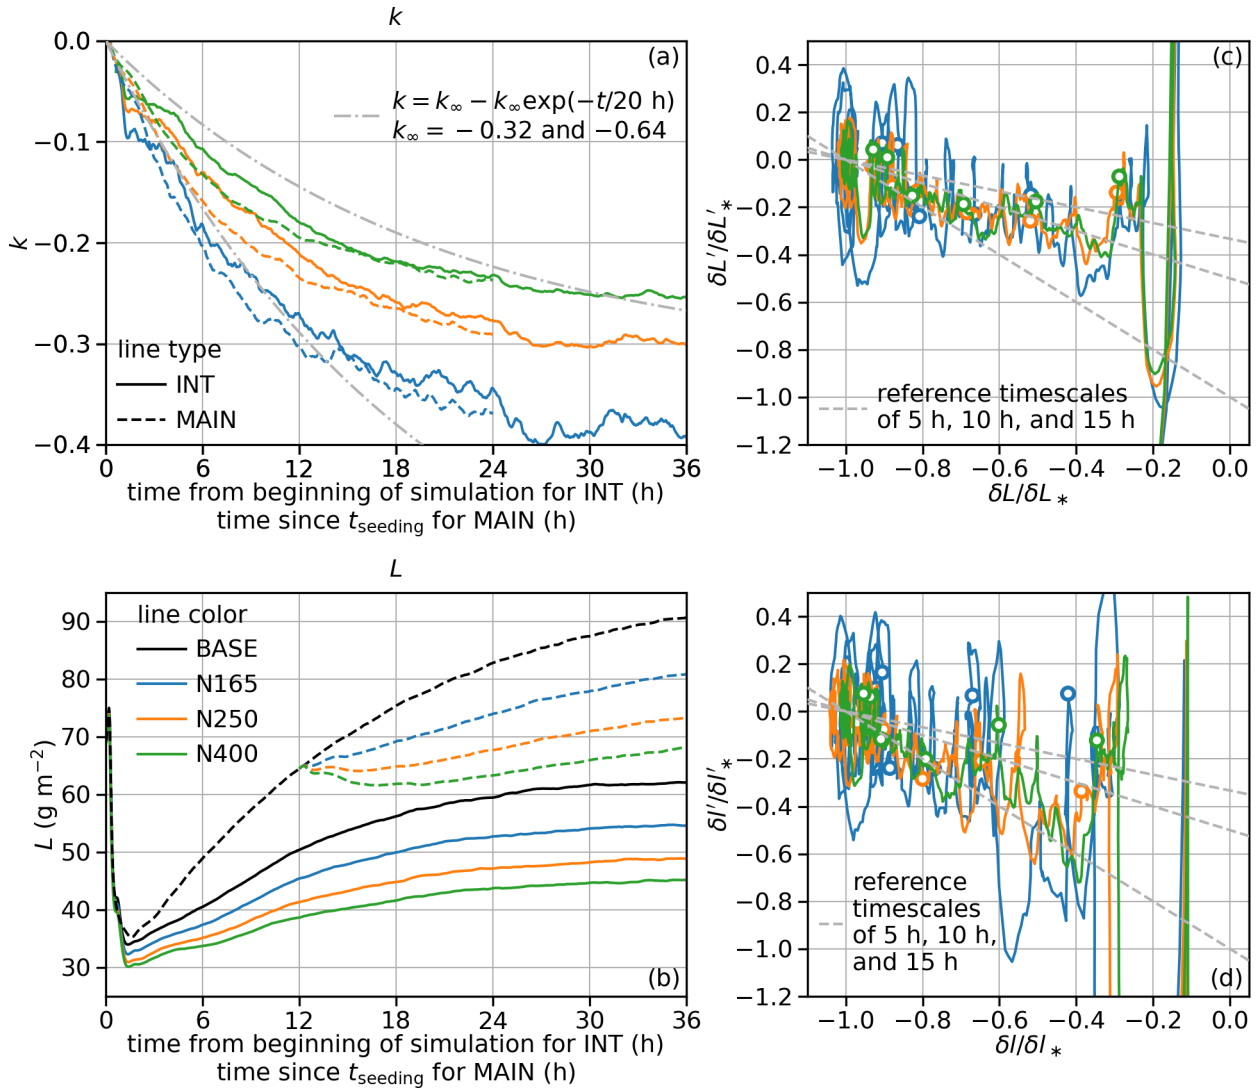 k
(a)
k = k∞ − k∞exp(−t/20 h)
k∞ = −0.32 and −0.64
line type
INT
MAIN
k
0.0
−0.1
−0.2
−0.3
−0.4
0 6 12 18 24 30 36
time from beginning of simulation for INT (h)
time since tseeding for MAIN (h)
(c)
δL′/δL′∗
0.4
0.2
0.0
−0.2
−0.4
−0.6
−0.8
−1.0
−1.2
reference timescales
of 5 h, 10 h, and 15 h
−1.0 −0.8 −0.6 −0.4 −0.2 0.0
δL/δL∗
L
line color
BASE
N165
N250
N400
L (g m−2)
90
80
70
60
50
40
30
(b)
0 6 12 18 24 30 36
time from beginning of simulation for INT (h)
time since tseeding for MAIN (h)
δl′/δl′∗
0.4
0.2
0.0
−0.2
−0.4
−0.6
−0.8
−1.0
−1.2
reference
timescales
of 5 h, 10 h,
and 15 h
(d)
−1.0 −0.8 −0.6 −0.4 −0.2 0.0
δl/δl∗